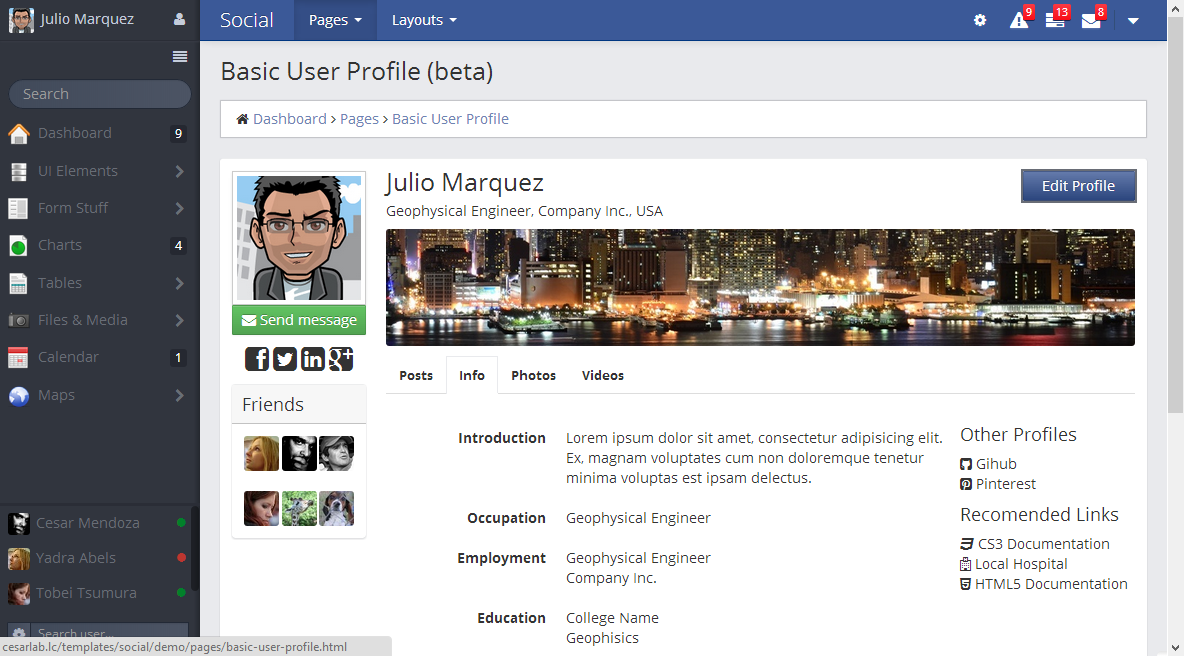 Julio Marquez
Search
Dashboard 9
UI Elements
Form Stuff
Charts 4
Tables
Files & Media
Calendar 1
Maps
Cesar Mendoza
Yadra Abels
Tobei Tsumura
Search user...
cesarlab.lc/templates/social/demo/pages/basic-user-profile.html
Social Pages Layouts 9 13 8
Basic User Profile (beta)
Dashboard › Pages › Basic User Profile
Send message
Friends
Julio Marquez
Edit Profile
Geophysical Engineer, Company Inc., USA
Posts Info Photos Videos
Introduction Lorem ipsum dolor sit amet, consectetur adipisicing elit.
Ex, magnam voluptates cum non doloremque tenetur
minima voluptas est ipsam delectus.
Occupation Geophysical Engineer
Employment Geophysical Engineer
Company Inc.
Education College Name
Geophisics
Other Profiles
Gihub
Pinterest
Recomended Links
CS3 Documentation
Local Hospital
HTML5 Documentation